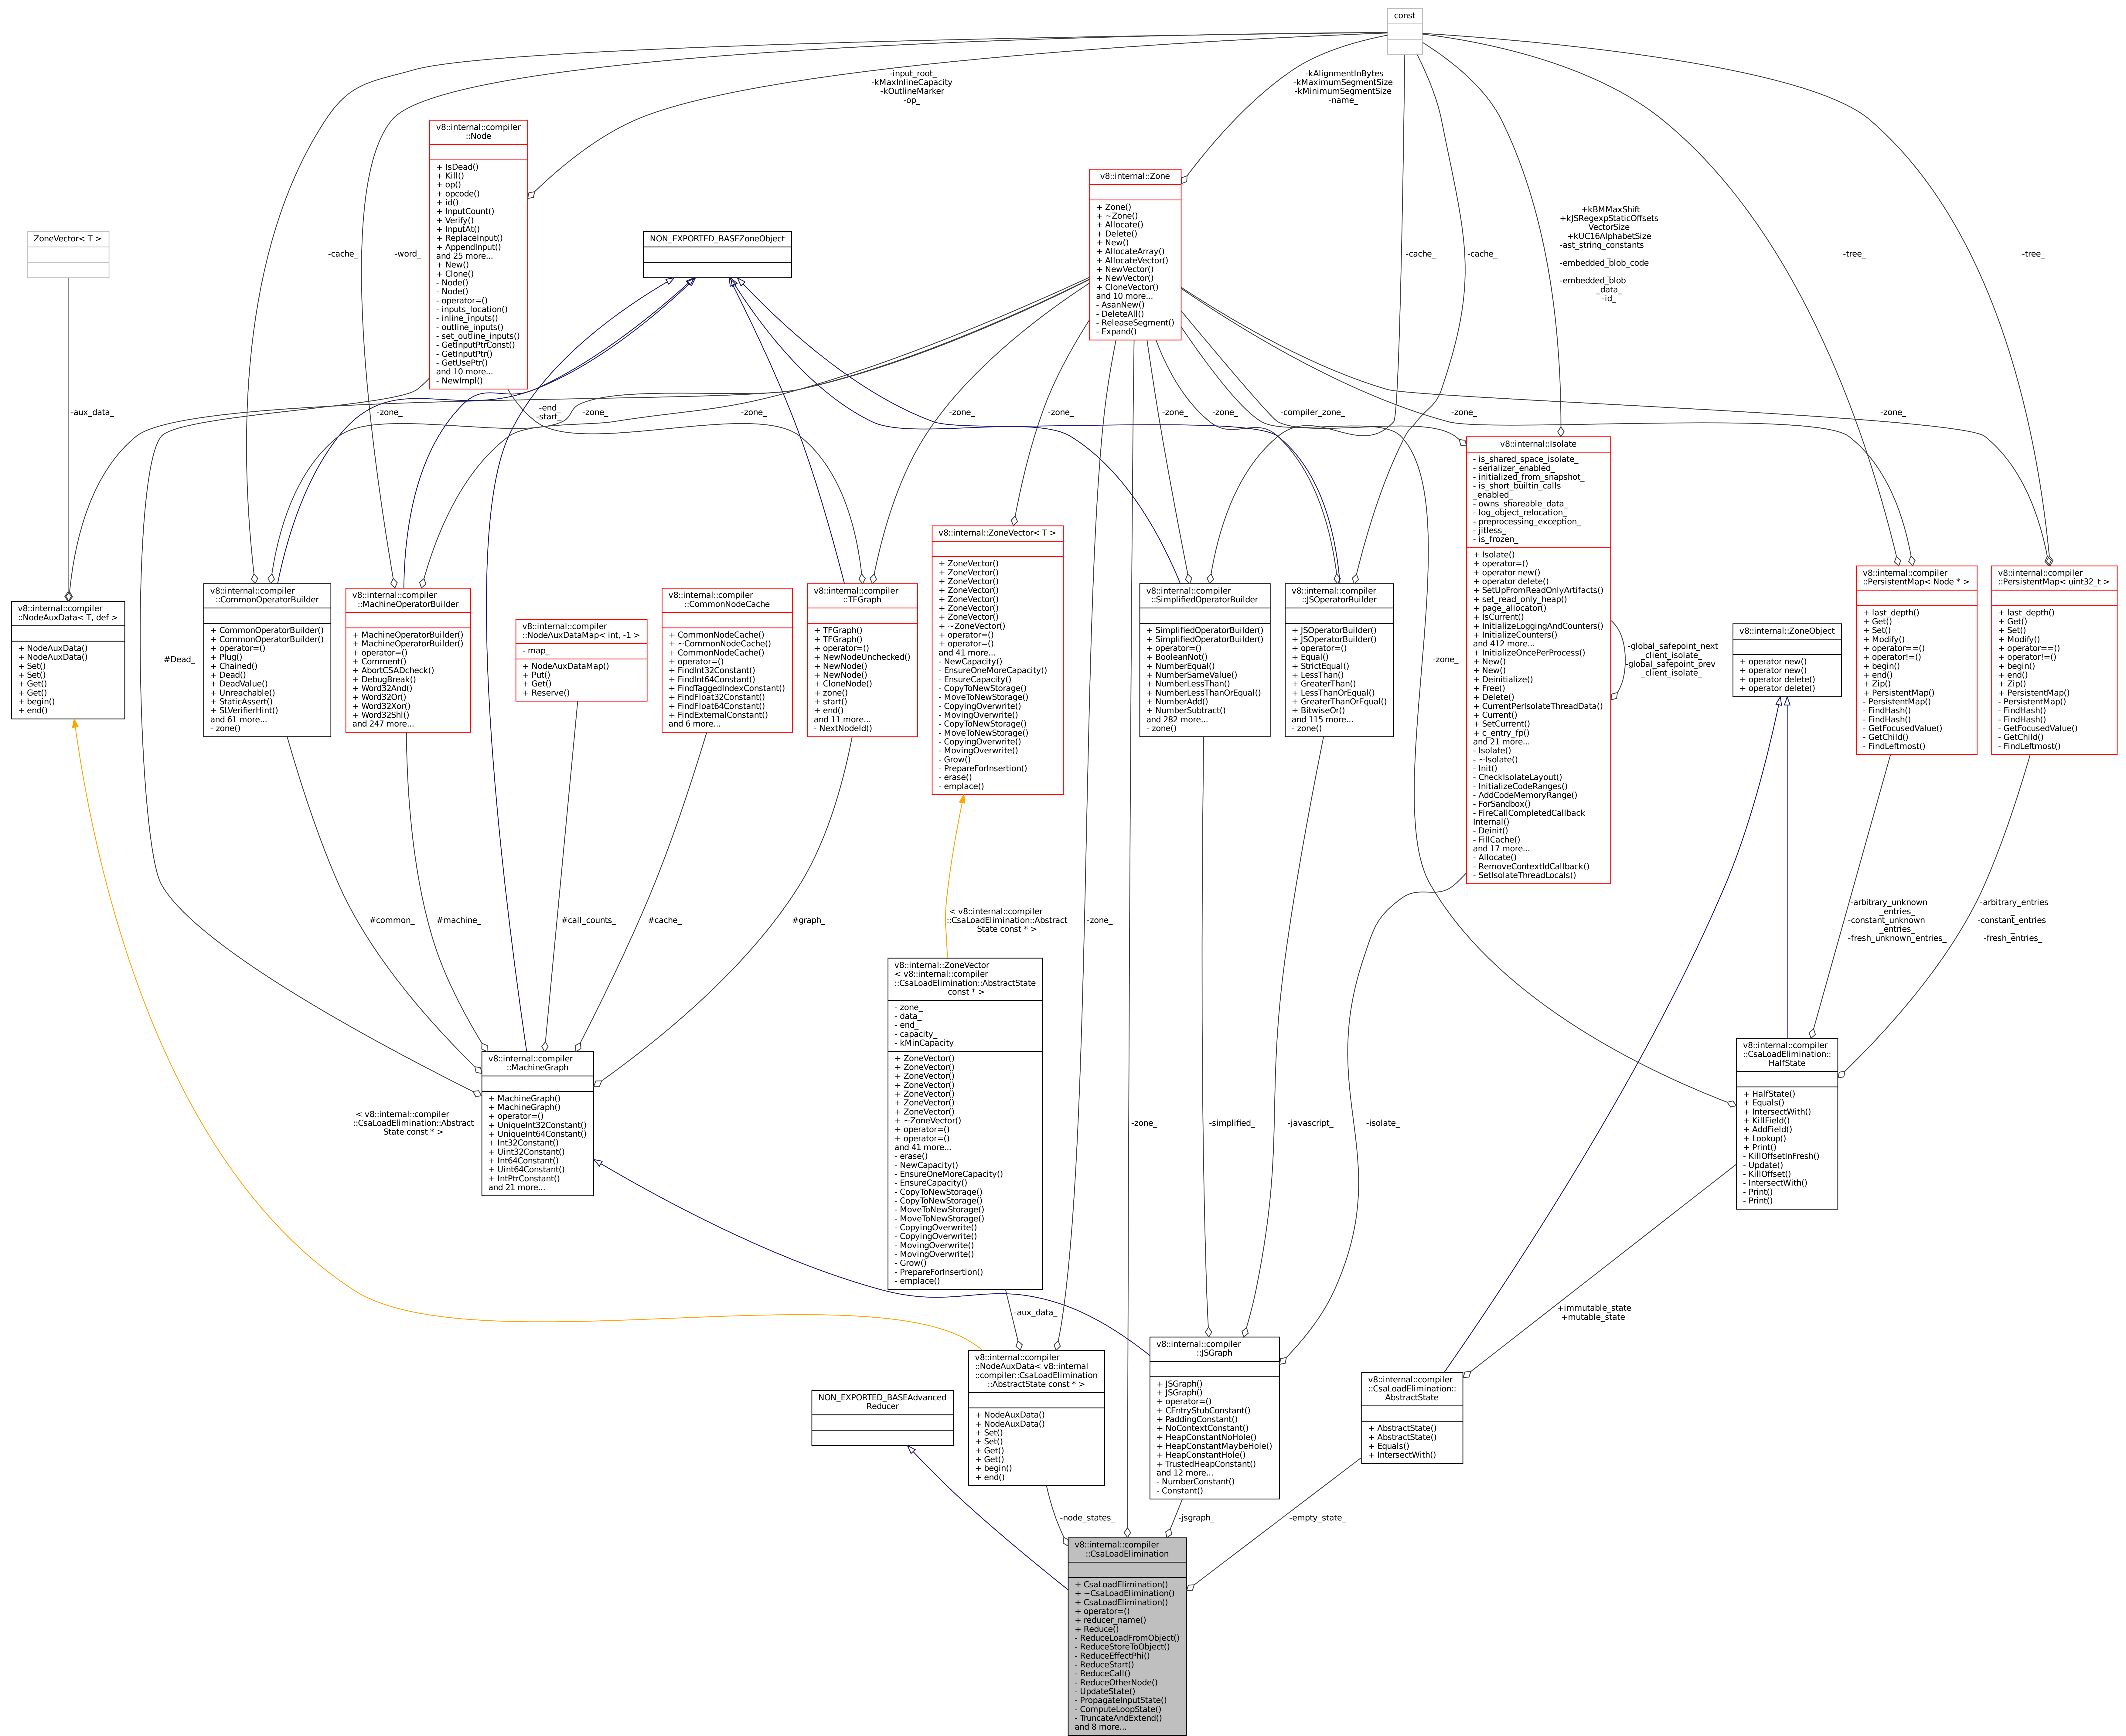 const
-input_root_
-kMaxInlineCapacity
-kOutlineMarker
-op_
-kAlignmentInBytes
-kMaximumSegmentSize
-kMinimumSegmentSize
-name_
v8::internal::compiler
::Node
+ IsDead()
+ Kill()
+ op()
+ opcode()
+ id()
+ InputCount()
+ Verify()
+ InputAt()
+ ReplaceInput()
+ AppendInput()
and 25 more...
+ New()
+ Clone()
- Node()
- Node()
- operator=()
- inputs_location()
- inline_inputs()
- outline_inputs()
- set_outline_inputs()
- GetInputPtrConst()
- GetInputPtr()
- GetUsePtr()
and 10 more...
- NewImpl()
v8::internal::Zone
+ Zone()
+ ~Zone()
+ Allocate()
+ Delete()
+ New()
+ AllocateArray()
+ AllocateVector()
+ NewVector()
+ NewVector()
+ CloneVector()
and 10 more...
- AsanNew()
- DeleteAll()
- ReleaseSegment()
- Expand()
+kBMMaxShift
+kJSRegexpStaticOffsets
VectorSize
+kUC16AlphabetSize
-ast_string_constants
_
-embedded_blob_code
_
-embedded_blob
_data_
-id_
ZoneVector< T >
NON_EXPORTED_BASEZoneObject
-cache_
-word_
-cache_
-cache_
-tree_
-tree_
-aux_data_
-zone_
-end_
-start_
-zone_
-zone_
-zone_
-zone_
-zone_
-zone_
-compiler_zone_
-zone_
-zone_
v8::internal::Isolate
- is_shared_space_isolate_
- serializer_enabled_
- initialized_from_snapshot_
- is_short_builtin_calls
_enabled_
- owns_shareable_data_
- log_object_relocation_
- preprocessing_exception_
- jitless_
- is_frozen_
+ Isolate()
+ operator=()
+ operator new()
+ operator delete()
+ SetUpFromReadOnlyArtifacts()
+ set_read_only_heap()
+ page_allocator()
+ IsCurrent()
+ InitializeLoggingAndCounters()
+ InitializeCounters()
and 412 more...
+ InitializeOncePerProcess()
+ New()
+ New()
+ Deinitialize()
+ Free()
+ Delete()
+ CurrentPerIsolateThreadData()
+ Current()
+ SetCurrent()
+ c_entry_fp()
and 21 more...
- Isolate()
- ~Isolate()
- Init()
- CheckIsolateLayout()
- InitializeCodeRanges()
- AddCodeMemoryRange()
- ForSandbox()
- FireCallCompletedCallback
Internal()
- Deinit()
- FillCache()
and 17 more...
- Allocate()
- RemoveContextIdCallback()
- SetIsolateThreadLocals()
-global_safepoint_next
_client_isolate_
-global_safepoint_prev
_client_isolate_
v8::internal::compiler
::NodeAuxData< T, def >
+ NodeAuxData()
+ NodeAuxData()
+ Set()
+ Set()
+ Get()
+ Get()
+ begin()
+ end()
#Dead_
v8::internal::compiler
::CommonOperatorBuilder
+ CommonOperatorBuilder()
+ CommonOperatorBuilder()
+ operator=()
+ Plug()
+ Chained()
+ Dead()
+ DeadValue()
+ Unreachable()
+ StaticAssert()
+ SLVerifierHint()
and 61 more...
- zone()
v8::internal::compiler
::MachineOperatorBuilder
+ MachineOperatorBuilder()
+ MachineOperatorBuilder()
+ operator=()
+ Comment()
+ AbortCSADcheck()
+ DebugBreak()
+ Word32And()
+ Word32Or()
+ Word32Xor()
+ Word32Shl()
and 247 more...
v8::internal::compiler
::NodeAuxDataMap< int, -1 >
- map_
+ NodeAuxDataMap()
+ Put()
+ Get()
+ Reserve()
v8::internal::compiler
::CommonNodeCache
+ CommonNodeCache()
+ ~CommonNodeCache()
+ CommonNodeCache()
+ operator=()
+ FindInt32Constant()
+ FindInt64Constant()
+ FindTaggedIndexConstant()
+ FindFloat32Constant()
+ FindFloat64Constant()
+ FindExternalConstant()
and 6 more...
v8::internal::compiler
::TFGraph
+ TFGraph()
+ TFGraph()
+ operator=()
+ NewNodeUnchecked()
+ NewNode()
+ NewNode()
+ CloneNode()
+ zone()
+ start()
+ end()
and 11 more...
- NextNodeId()
v8::internal::ZoneVector< T >
+ ZoneVector()
+ ZoneVector()
+ ZoneVector()
+ ZoneVector()
+ ZoneVector()
+ ZoneVector()
+ ZoneVector()
+ ~ZoneVector()
+ operator=()
+ operator=()
and 41 more...
- NewCapacity()
- EnsureOneMoreCapacity()
- EnsureCapacity()
- CopyToNewStorage()
- MoveToNewStorage()
- CopyingOverwrite()
- MovingOverwrite()
- CopyToNewStorage()
- MoveToNewStorage()
- CopyingOverwrite()
- MovingOverwrite()
- Grow()
- PrepareForInsertion()
- erase()
- emplace()
v8::internal::compiler
::SimplifiedOperatorBuilder
+ SimplifiedOperatorBuilder()
+ SimplifiedOperatorBuilder()
+ operator=()
+ BooleanNot()
+ NumberEqual()
+ NumberSameValue()
+ NumberLessThan()
+ NumberLessThanOrEqual()
+ NumberAdd()
+ NumberSubtract()
and 282 more...
- zone()
v8::internal::compiler
::JSOperatorBuilder
+ JSOperatorBuilder()
+ JSOperatorBuilder()
+ operator=()
+ Equal()
+ StrictEqual()
+ LessThan()
+ GreaterThan()
+ LessThanOrEqual()
+ GreaterThanOrEqual()
+ BitwiseOr()
and 115 more...
- zone()
-zone_
v8::internal::ZoneObject
+ operator new()
+ operator new()
+ operator delete()
+ operator delete()
v8::internal::compiler
::PersistentMap< Node * >
+ last_depth()
+ Get()
+ Set()
+ Modify()
+ operator==()
+ operator!=()
+ begin()
+ end()
+ Zip()
+ PersistentMap()
- PersistentMap()
- FindHash()
- FindHash()
- GetFocusedValue()
- GetChild()
- FindLeftmost()
v8::internal::compiler
::PersistentMap< uint32_t >
+ last_depth()
+ Get()
+ Set()
+ Modify()
+ operator==()
+ operator!=()
+ begin()
+ end()
+ Zip()
+ PersistentMap()
- PersistentMap()
- FindHash()
- FindHash()
- GetFocusedValue()
- GetChild()
- FindLeftmost()
#common_
#machine_
#call_counts_
#cache_
#graph_
< v8::internal::compiler
::CsaLoadElimination::Abstract
State const * >
-zone_
-arbitrary_unknown
_entries_
-constant_unknown
_entries_
-fresh_unknown_entries_
-arbitrary_entries
_
-constant_entries
_
-fresh_entries_
v8::internal::ZoneVector
< v8::internal::compiler
::CsaLoadElimination::AbstractState
const * >
- zone_
- data_
- end_
- capacity_
- kMinCapacity
+ ZoneVector()
+ ZoneVector()
+ ZoneVector()
+ ZoneVector()
+ ZoneVector()
+ ZoneVector()
+ ZoneVector()
+ ~ZoneVector()
+ operator=()
+ operator=()
and 41 more...
- erase()
- NewCapacity()
- EnsureOneMoreCapacity()
- EnsureCapacity()
- CopyToNewStorage()
- CopyToNewStorage()
- MoveToNewStorage()
- MoveToNewStorage()
- CopyingOverwrite()
- CopyingOverwrite()
- MovingOverwrite()
- MovingOverwrite()
- Grow()
- PrepareForInsertion()
- emplace()
v8::internal::compiler
::MachineGraph
+ MachineGraph()
+ MachineGraph()
+ operator=()
+ UniqueInt32Constant()
+ UniqueInt64Constant()
+ Int32Constant()
+ Uint32Constant()
+ Int64Constant()
+ Uint64Constant()
+ IntPtrConstant()
and 21 more...
< v8::internal::compiler
::CsaLoadElimination::Abstract
State const * >
-zone_
-simplified_
-javascript_
-isolate_
v8::internal::compiler
::CsaLoadElimination::
HalfState
+ HalfState()
+ Equals()
+ IntersectWith()
+ KillField()
+ AddField()
+ Lookup()
+ Print()
- KillOffsetInFresh()
- Update()
- KillOffset()
- IntersectWith()
- Print()
- Print()
-aux_data_
+immutable_state
+mutable_state
NON_EXPORTED_BASEAdvanced
Reducer
v8::internal::compiler
::NodeAuxData< v8::internal
::compiler::CsaLoadElimination
::AbstractState const * >
+ NodeAuxData()
+ NodeAuxData()
+ Set()
+ Set()
+ Get()
+ Get()
+ begin()
+ end()
v8::internal::compiler
::JSGraph
+ JSGraph()
+ JSGraph()
+ operator=()
+ CEntryStubConstant()
+ PaddingConstant()
+ NoContextConstant()
+ HeapConstantNoHole()
+ HeapConstantMaybeHole()
+ HeapConstantHole()
+ TrustedHeapConstant()
and 12 more...
- NumberConstant()
- Constant()
v8::internal::compiler
::CsaLoadElimination::
AbstractState
+ AbstractState()
+ AbstractState()
+ Equals()
+ IntersectWith()
-node_states_
-jsgraph_
-empty_state_
v8::internal::compiler
::CsaLoadElimination
+ CsaLoadElimination()
+ ~CsaLoadElimination()
+ CsaLoadElimination()
+ operator=()
+ reducer_name()
+ Reduce()
- ReduceLoadFromObject()
- ReduceStoreToObject()
- ReduceEffectPhi()
- ReduceStart()
- ReduceCall()
- ReduceOtherNode()
- UpdateState()
- PropagateInputState()
- ComputeLoopState()
- TruncateAndExtend()
and 8 more...